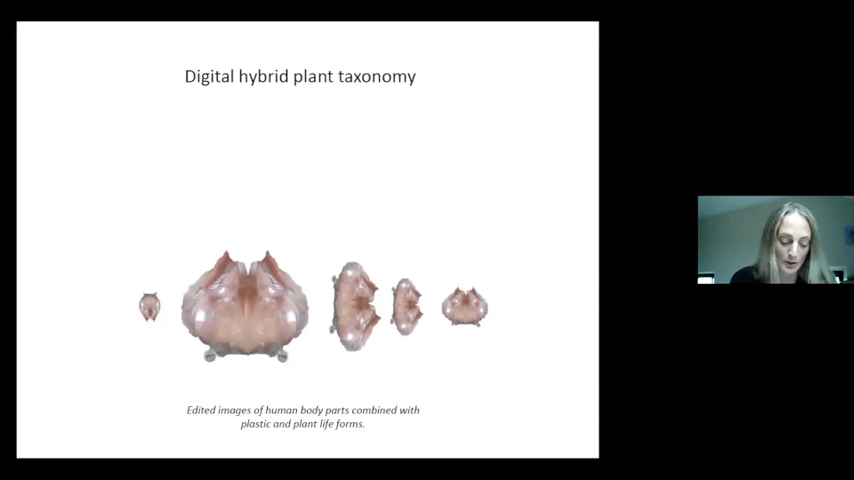 Digital hybrid plant taxonomy
Edited images of human body parts combined with
plastic and plant life forms.